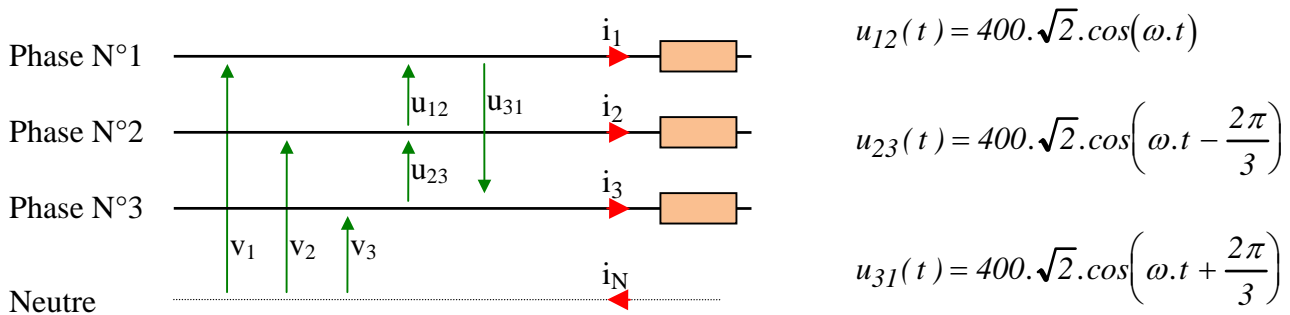 Phase N°1
i₁
u₁₂
u₃₁
Phase N°2
i₂
u₂₃
Phase N°3
i₃
v₁
v₂
v₃
Neutre
i_N
u₁₂( t ) = 400.√2.cos(ω.t)
u₂₃( t ) = 400.√2.cos(ω.t − 2π/3)
u₃₁( t ) = 400.√2.cos(ω.t + 2π/3)